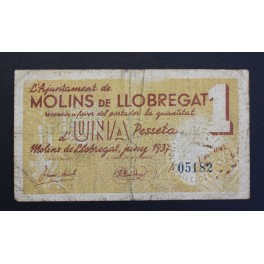 L'Ajuntament de
MOLINS DE LLOBREGAT
reconeix a favor del portador la quantitat
d'UNA Pesseta
1
Molins de Llobregat, juny 1937
A 05182